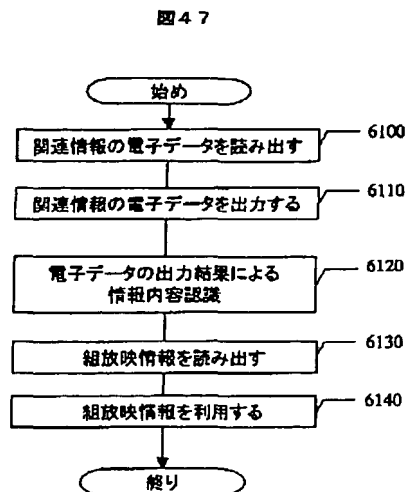 図47
始め
関連情報の電子データを読み出す
6100
関連情報の電子データを出力する
6110
電子データの出力結果による
情報内容認識
6120
組放映情報を読み出す
6130
組放映情報を利用する
6140
終り